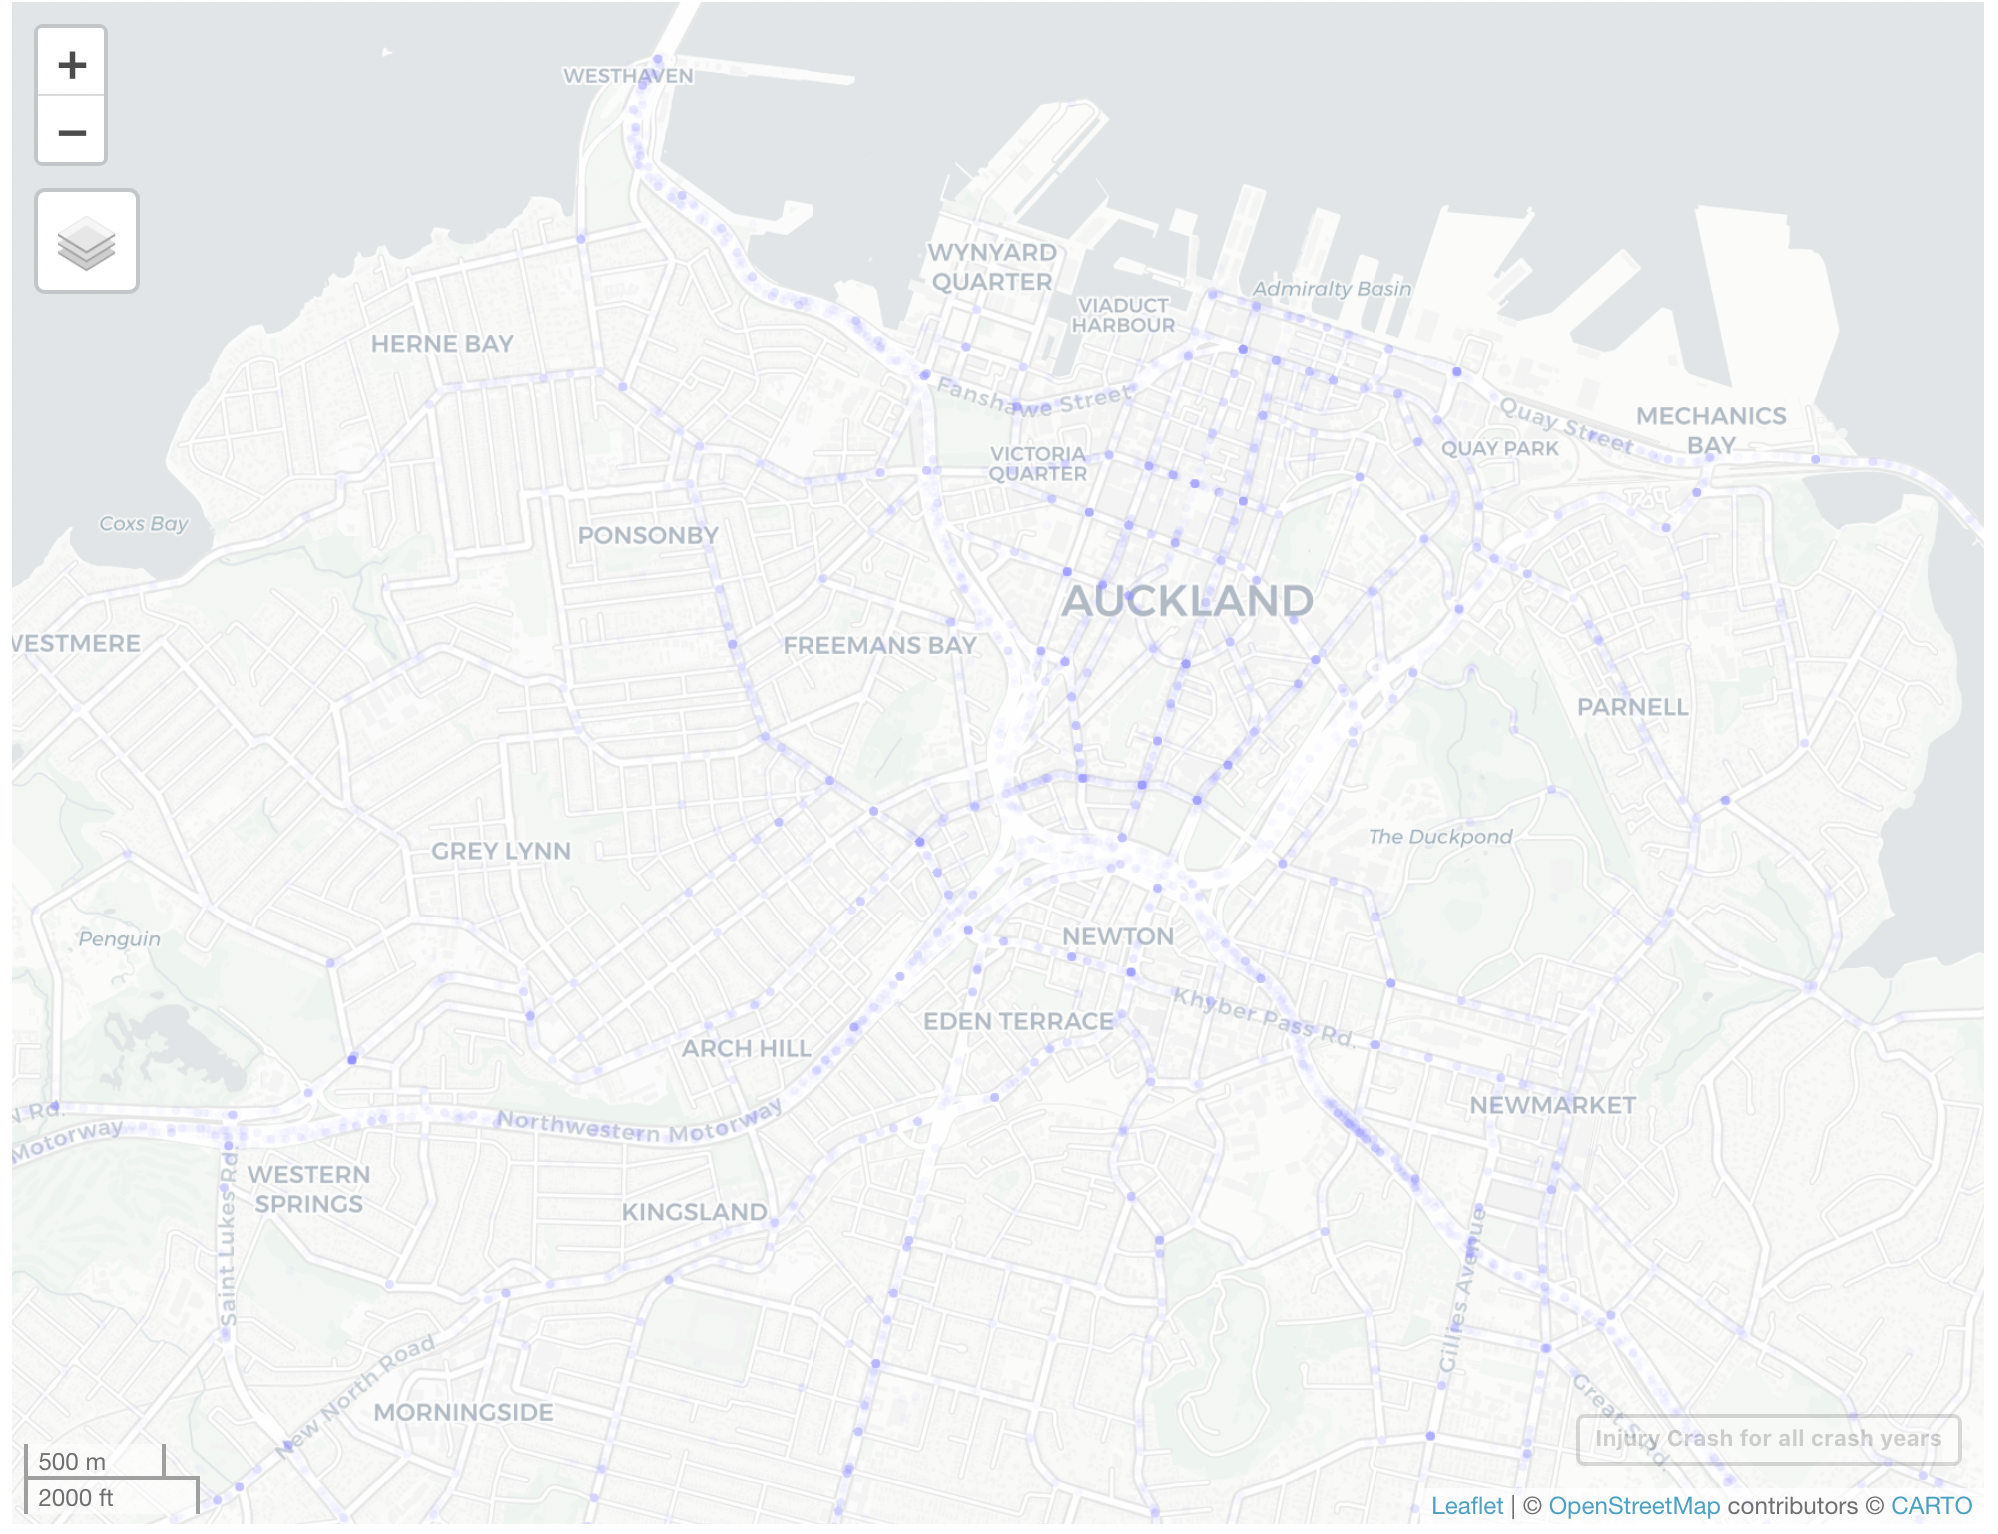 +
WESTHAVEN
−
WYNYARD
QUARTER
Admiralty Basin
VIADUCT
HARBOUR
HERNE BAY
Fanshawe Street
Quay Street
MECHANICS
BAY
QUAY PARK
VICTORIA
QUARTER
Coxs Bay
PONSONBY
AUCKLAND
WESTMERE
FREEMANS BAY
PARNELL
The Duckpond
GREY LYNN
Penguin
NEWTON
Khyber Pass Rd.
EDEN TERRACE
ARCH HILL
N Rd.
NEWMARKET
Northwestern Motorway
Motorway
WESTERN
SPRINGS
Saint Lukes Rd.
KINGSLAND
Gillies Avenue
New North Road
MORNINGSIDE
Great S Rd.
Injury Crash for all crash years
500 m
2000 ft
Leaflet | © OpenStreetMap contributors © CARTO